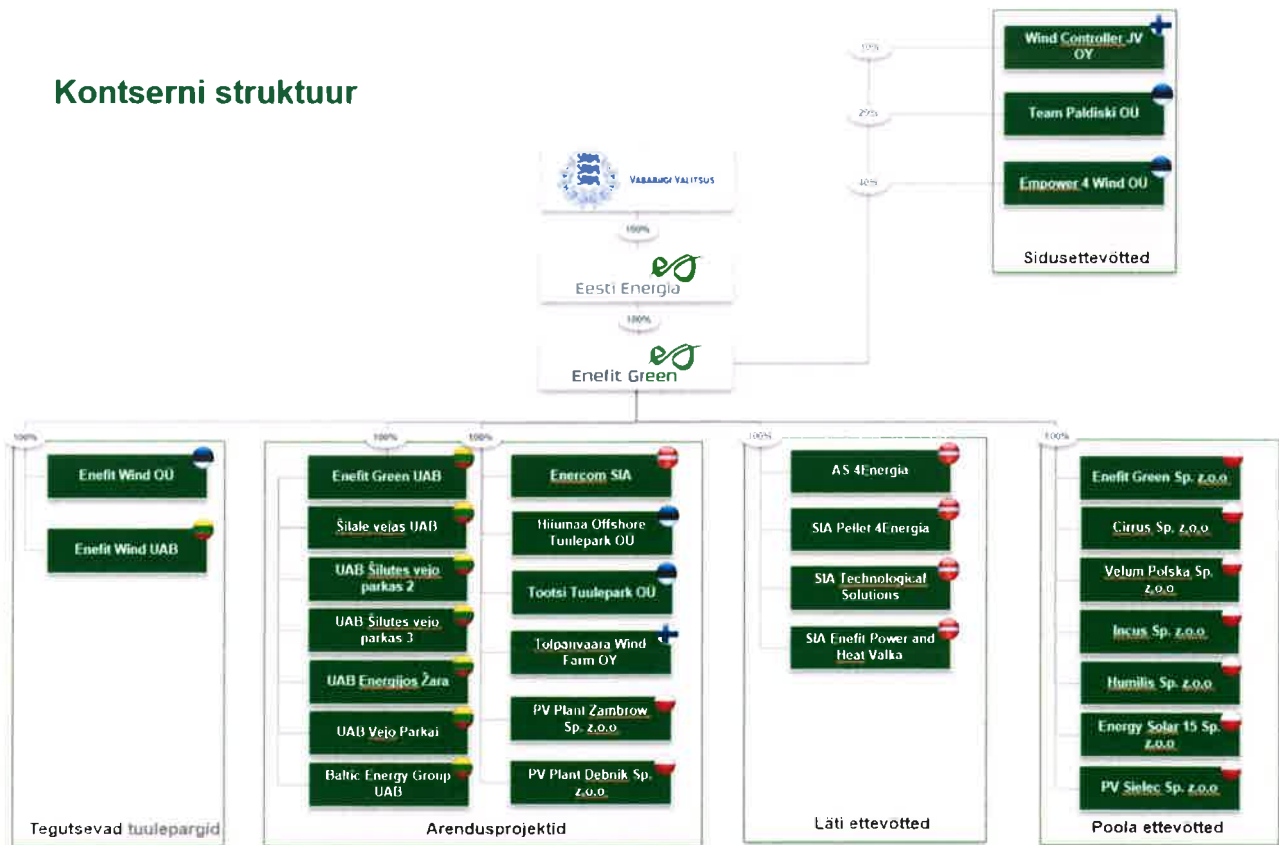 Kontserni struktuur
VABARIIGI VALITSUS
100%
Eesti Energia
100%
Enefit Green
10%
Wind Controller JV
OY
Team Paldiski OÜ
40%
Empower 4 Wind OÜ
Sidusettevõtted
100%
Enefit Wind OÜ
Enefit Wind UAB
Tegutsevad tuulepargid
100%
Enefit Green UAB
Šilale vejas UAB
UAB Šilutes vejo
parkas 2
UAB Šilutes vejo
parkas 3
UAB Energijos Žara
UAB Vejo Parkai
Baltic Energy Group
UAB
100%
Enercom SIA
Hiiumaa Offshore
Tuulepark OÜ
Tootsi Tuulepark OÜ
Tolpanvaara Wind
Farm OY
PV Plant Zambrow
Sp. z.o.o
PV Plant Debnik Sp.
z.o.o
Arendusprojektid
100%
AS 4Energia
SIA Pellet 4Energia
SIA Technological
Solutions
SIA Enefit Power and
Heat Valka
Läti ettevõtted
100%
Enefit Green Sp. z.o.o
Cirrus Sp. z.o.o
Velum Polska Sp.
z.o.o
Incus Sp. z.o.o
Humilis Sp. z.o.o
Energy Solar 15 Sp.
z.o.o
PV Sielec Sp. z.o.o
Poola ettevõtted